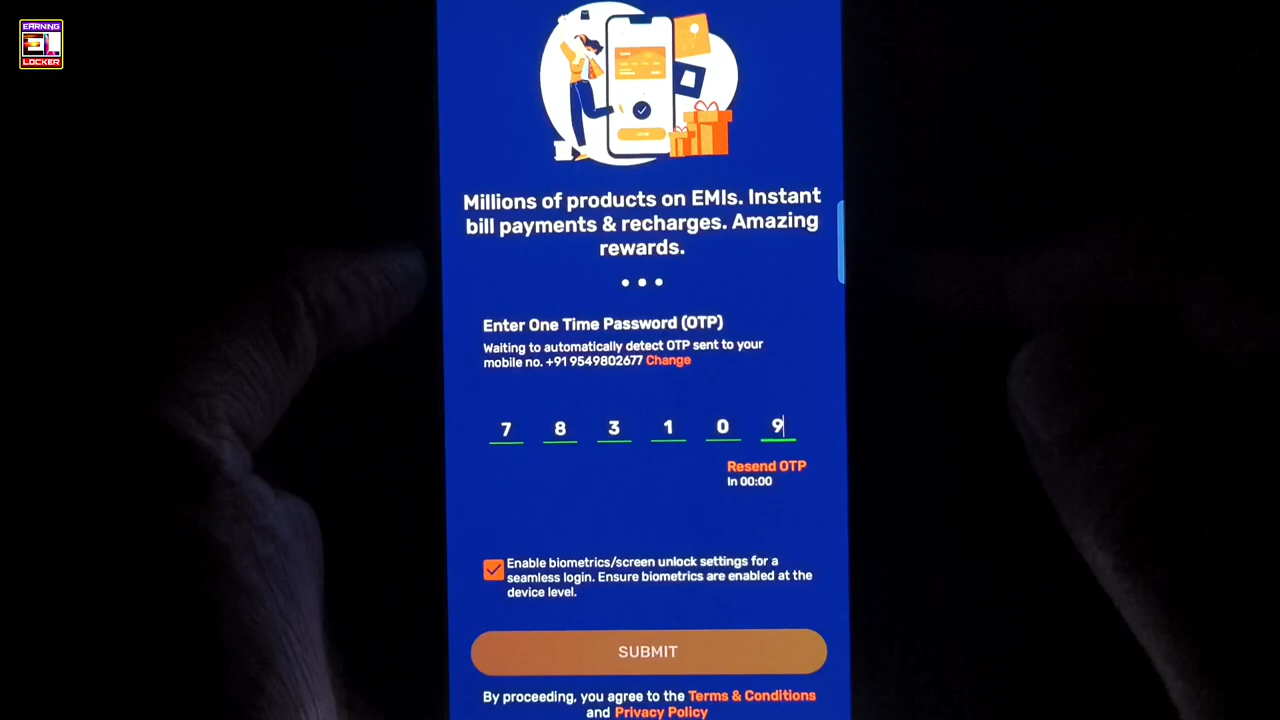 EARNING
LOCKER
Millions of products on EMIs. Instant
bill payments & recharges. Amazing
rewards.
Enter One Time Password (OTP)
Waiting to automatically detect OTP sent to your
mobile no. +91 9549802677 Change
7 8 3 1 0 9
Resend OTP
In 00:00
Enable biometrics/screen unlock settings for a
seamless login. Ensure biometrics are enabled at the
device level.
SUBMIT
By proceeding, you agree to the Terms & Conditions
and Privacy Policy